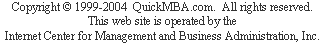 Copyright © 1999-2004 QuickMBA.com. All rights reserved.
This web site is operated by the
Internet Center for Management and Business Administration, Inc.